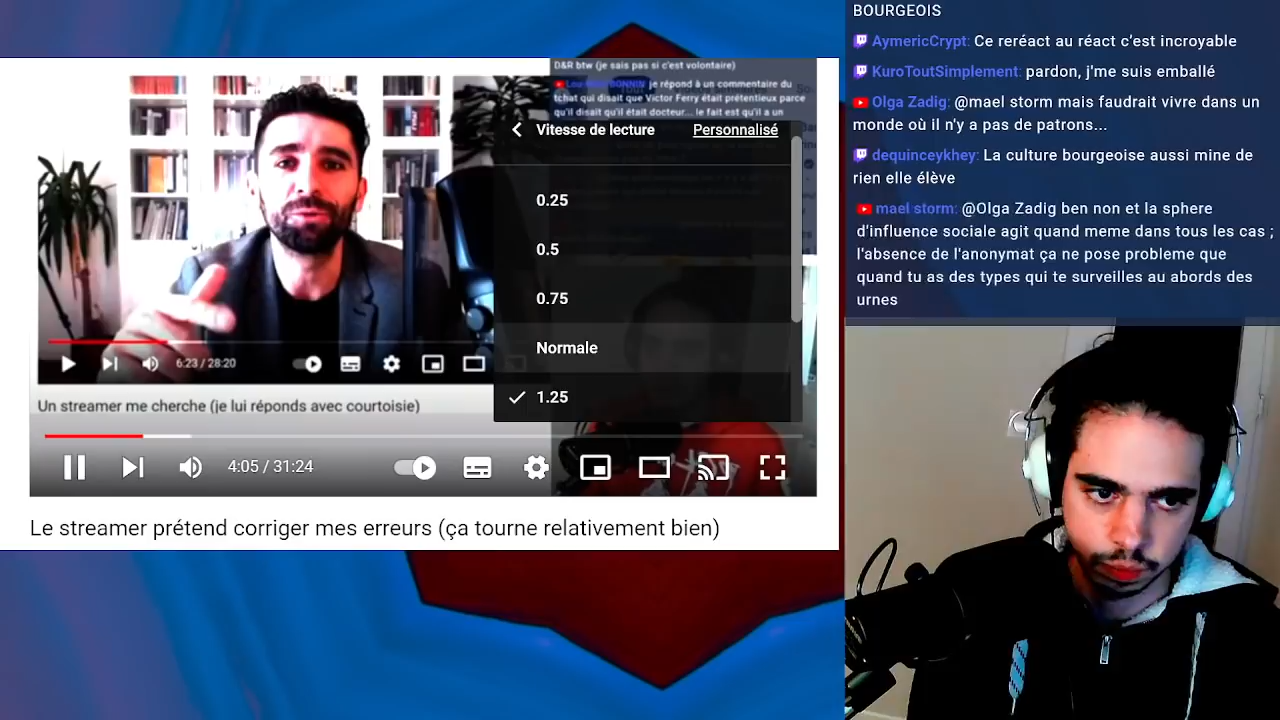 D&R btw (je sais pas si c'est volontaire)
je répond à un commentaire du
tchat qui disait que Victor Ferry était prétentieux parce
qu'il disait qu'il était docteur... le fait est qu'il a un
Vitesse de lecture
Personnalisé
0.25
0.5
0.75
Normale
1.25
6:23 / 28:20
Un streamer me cherche (je lui réponds avec courtoisie)
4:05 / 31:24
Le streamer prétend corriger mes erreurs (ça tourne relativement bien)
BOURGEOIS
AymericCrypt: Ce reréact au réact c'est incroyable
KuroToutSimplement: pardon, j'me suis emballé
Olga Zadig: @mael storm mais faudrait vivre dans un
monde où il n'y a pas de patrons...
dequinceykhey: La culture bourgeoise aussi mine de
rien elle élève
mael storm: @Olga Zadig ben non et la sphere
d'influence sociale agit quand meme dans tous les cas ;
l'absence de l'anonymat ça ne pose probleme que
quand tu as des types qui te surveilles au abords des
urnes